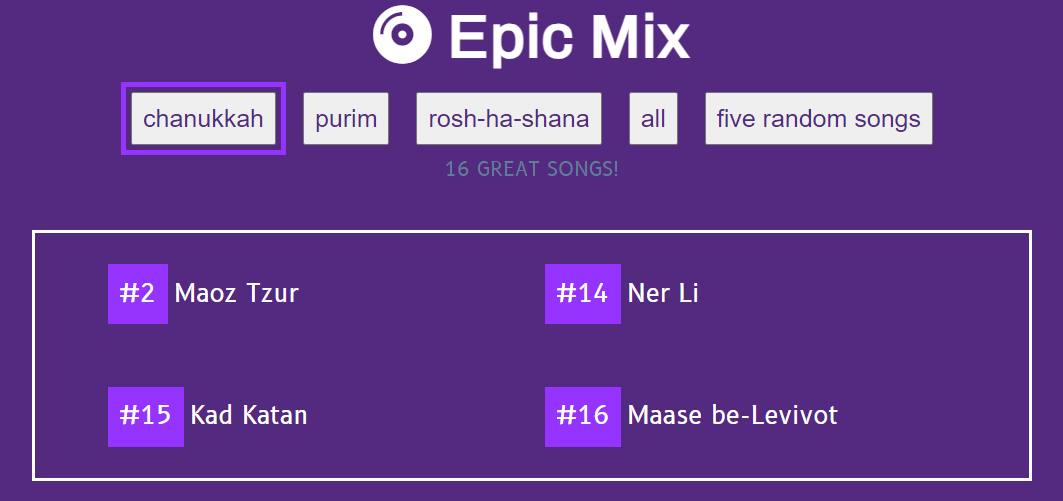 Epic Mix
chanukkah purim rosh-ha-shana all five random songs
16 GREAT SONGS!
#2 Maoz Tzur #14 Ner Li
#15 Kad Katan #16 Maase be-Levivot